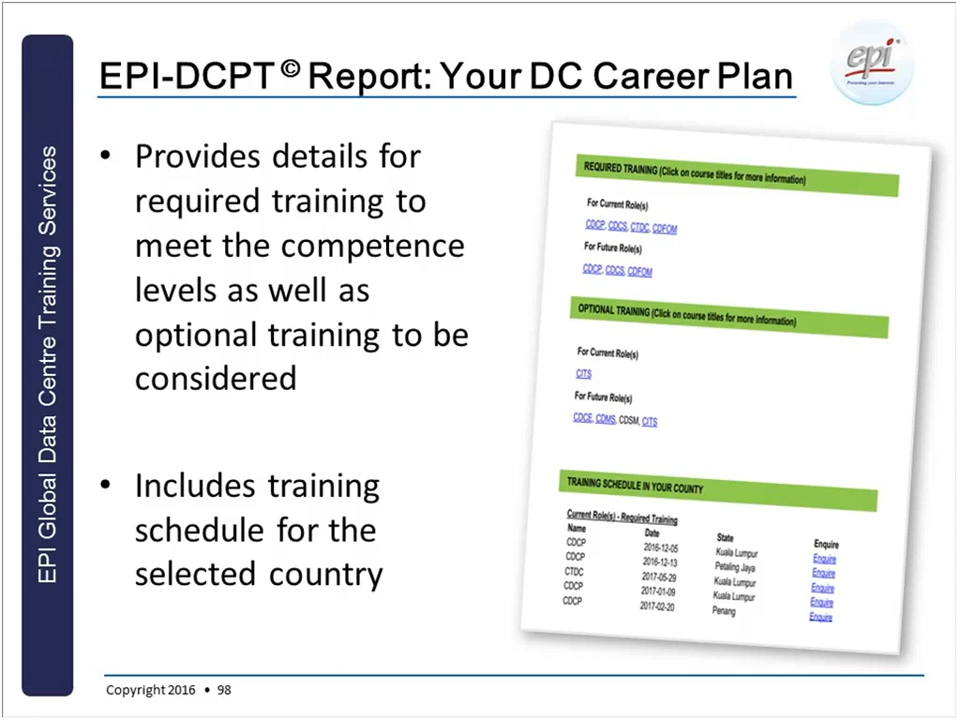 EPI-DCPT © Report: Your DC Career Plan
epi
EPI Global Data Centre Training Services
• Provides details for
required training to
meet the competence
levels as well as
optional training to be
considered
• Includes training
schedule for the
selected country
REQUIRED TRAINING (Click on course titles for more information)
For Current Role(s)
CDCP, CDCS, CTDC, CDFOM
For Future Role(s)
CDCP, CDCS, CDFOM
OPTIONAL TRAINING (Click on course titles for more information)
For Current Role(s)
CITS
For Future Role(s)
CDCE, CDMS, CDSM, CITS
TRAINING SCHEDULE IN YOUR COUNTY
Current Role(s) - Required Training
Name Date State Enquire
CDCP 2016-12-05 Kuala Lumpur Enquire
CDCP 2016-12-13 Petaling Jaya Enquire
CTDC 2017-05-29 Kuala Lumpur Enquire
CDCP 2017-01-09 Kuala Lumpur Enquire
CDCP 2017-02-20 Penang Enquire
Copyright 2016 • 98